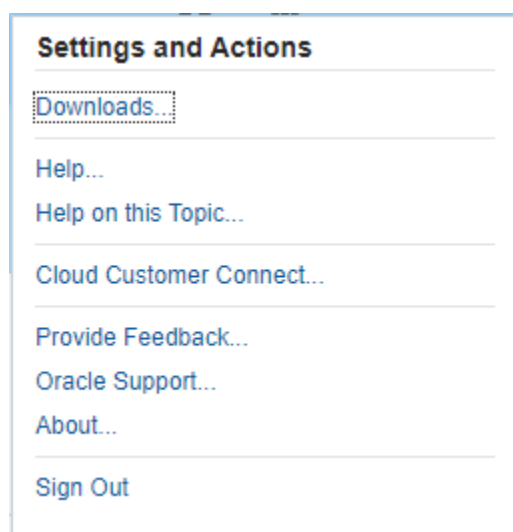 Settings and Actions
Downloads...
Help...
Help on this Topic...
Cloud Customer Connect...
Provide Feedback...
Oracle Support...
About...
Sign Out